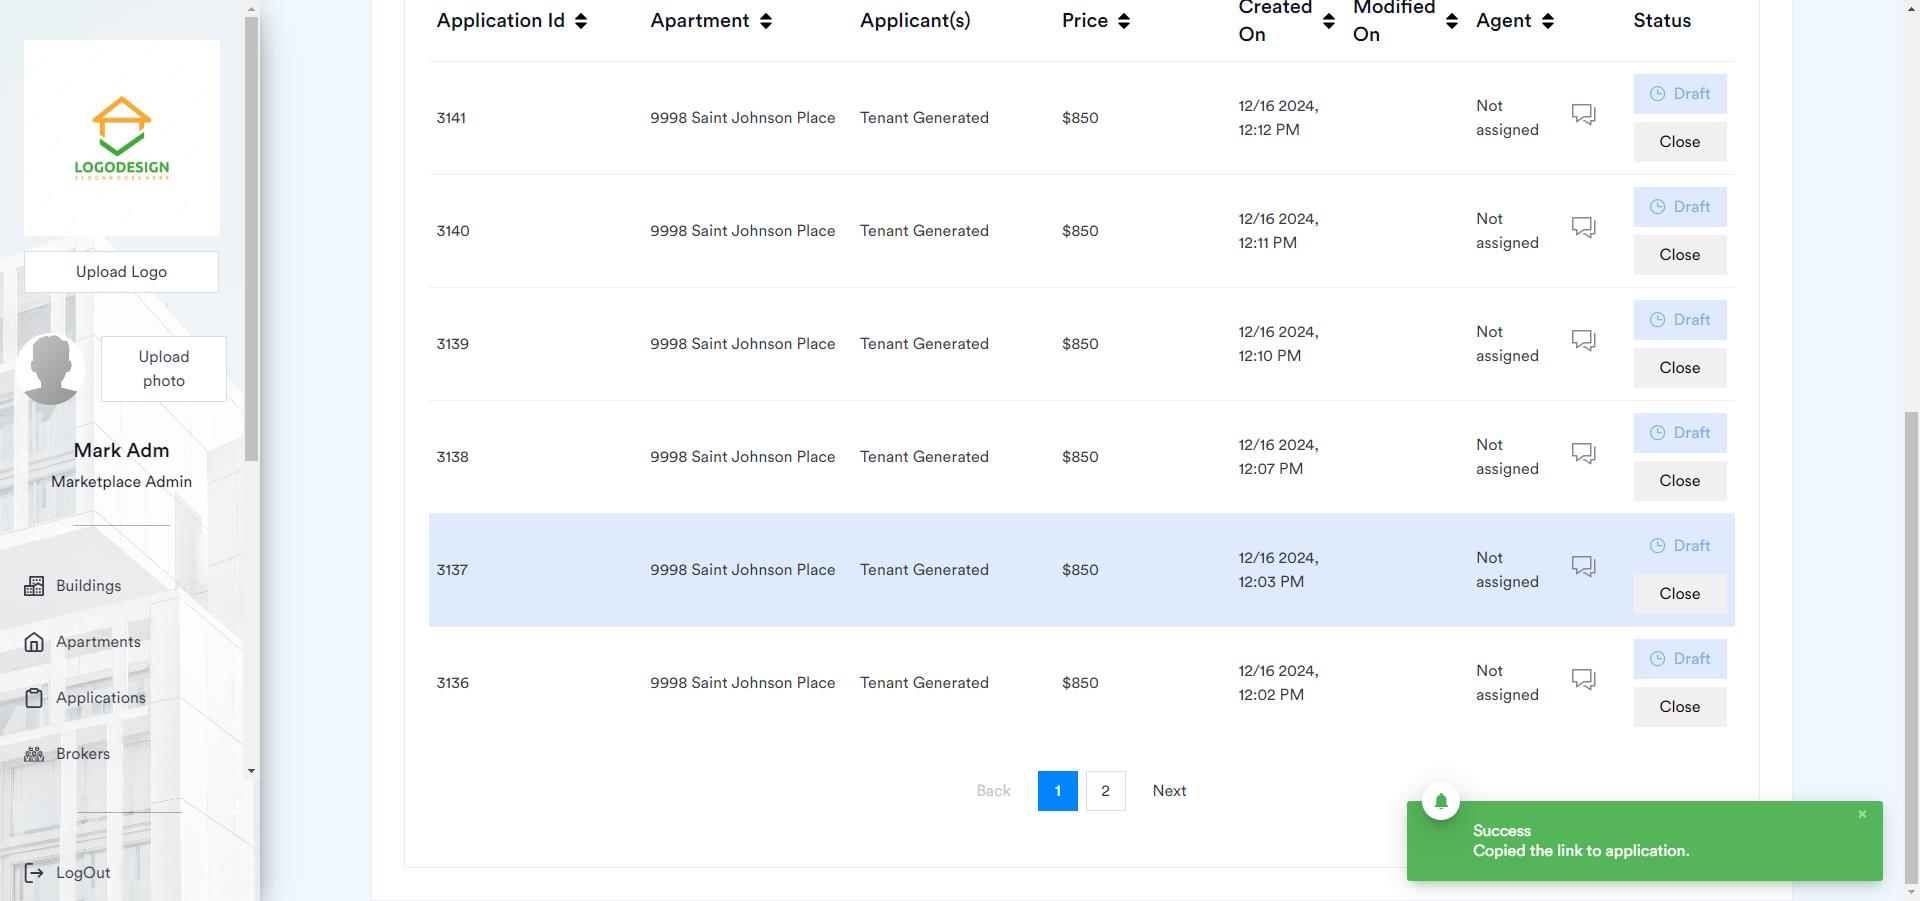 LOGODESIGN
SLOGAN GOES HERE
Upload Logo
Upload
photo
Mark Adm
Marketplace Admin
Buildings
Apartments
Applications
Brokers
LogOut
Application Id
Apartment
Applicant(s)
Price
Created
On
Modified
On
Agent
Status
3141
9998 Saint Johnson Place
Tenant Generated
$850
12/16 2024,
12:12 PM
Not
assigned
Draft
Close
3140
9998 Saint Johnson Place
Tenant Generated
$850
12/16 2024,
12:11 PM
Not
assigned
Draft
Close
3139
9998 Saint Johnson Place
Tenant Generated
$850
12/16 2024,
12:10 PM
Not
assigned
Draft
Close
3138
9998 Saint Johnson Place
Tenant Generated
$850
12/16 2024,
12:07 PM
Not
assigned
Draft
Close
3137
9998 Saint Johnson Place
Tenant Generated
$850
12/16 2024,
12:03 PM
Not
assigned
Draft
Close
3136
9998 Saint Johnson Place
Tenant Generated
$850
12/16 2024,
12:02 PM
Not
assigned
Draft
Close
Back
1
2
Next
Success
Copied the link to application.